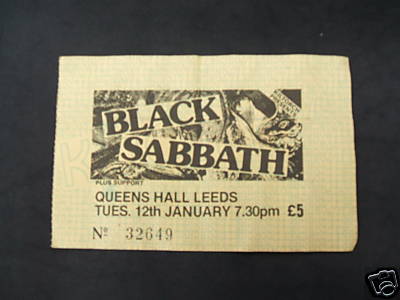 BLACK
SABBATH
PLUS SUPPORT
QUEENS HALL LEEDS
TUES. 12th JANUARY 7.30pm £5
Nº 32649